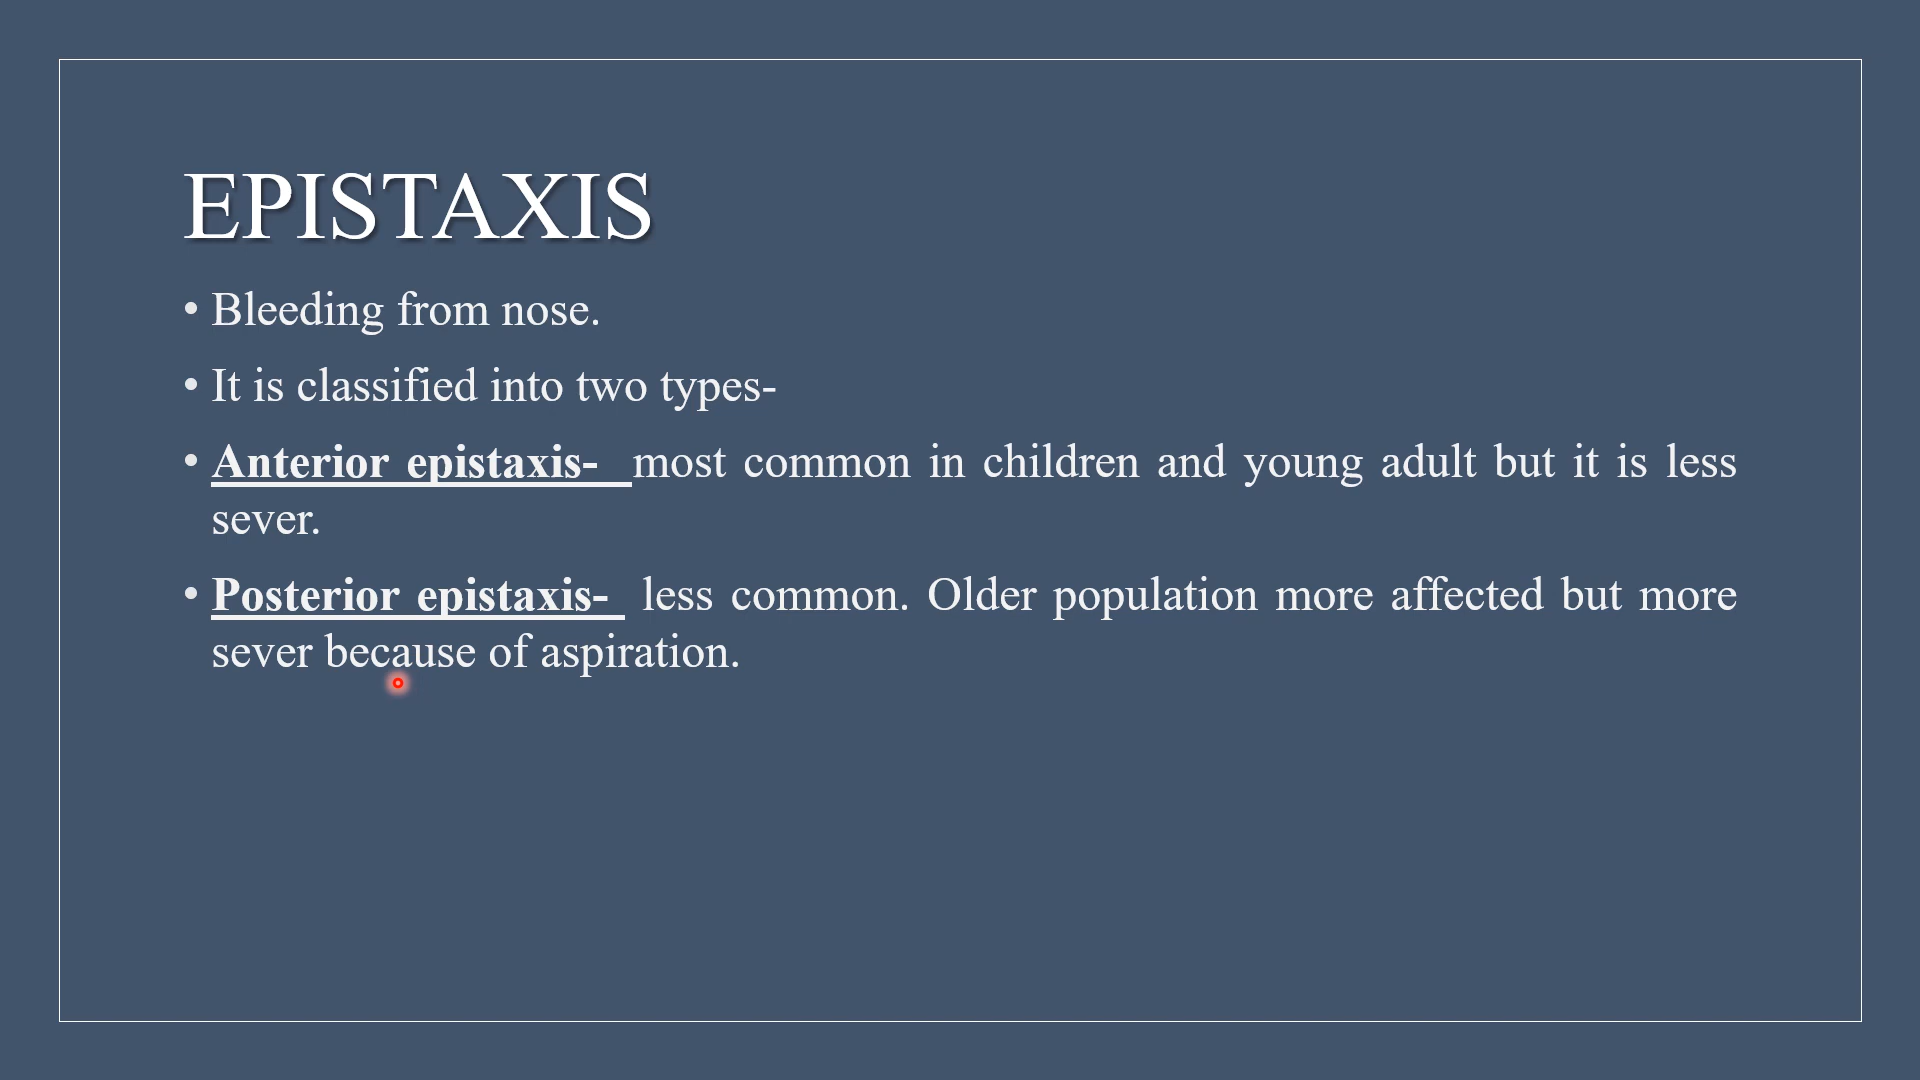 EPISTAXIS
• Bleeding from nose.
• It is classified into two types-
• Anterior epistaxis- most common in children and young adult but it is less
sever.
• Posterior epistaxis- less common. Older population more affected but more
sever because of aspiration.